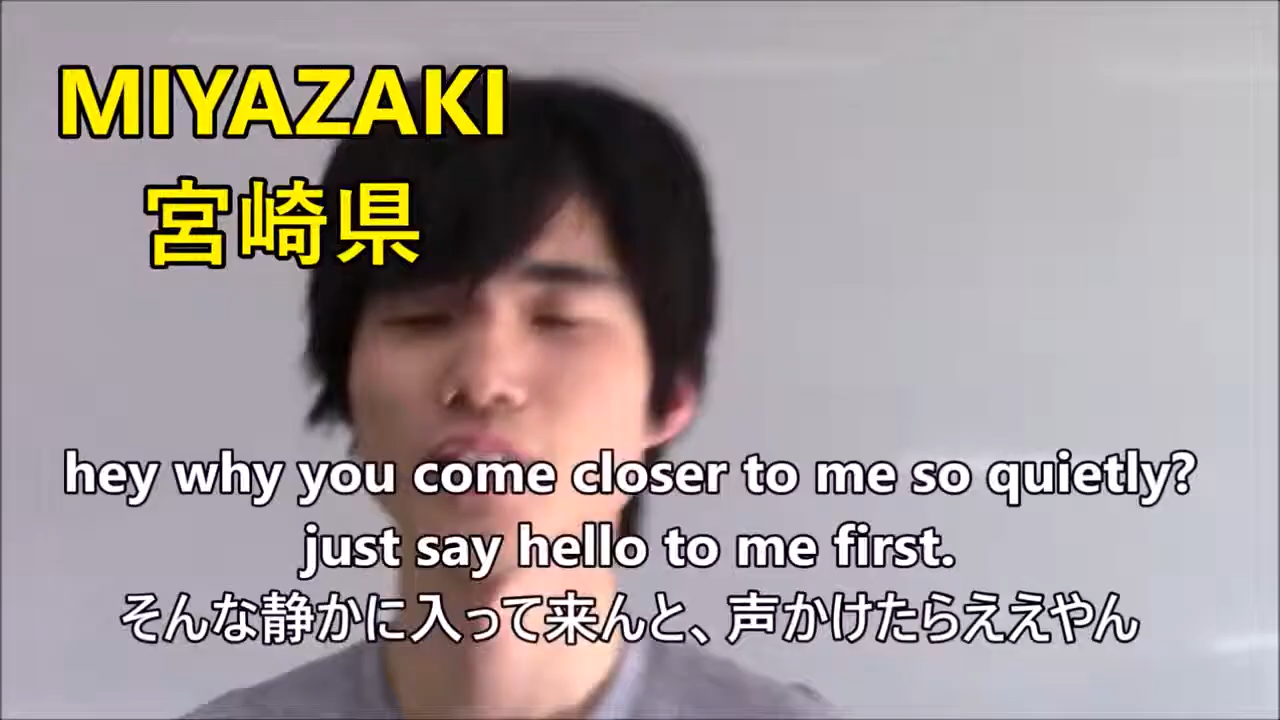 MIYAZAKI
宮崎県
hey why you come closer to me so quietly?
just say hello to me first.
そんな静かに入って来んと、声かけたらええやん